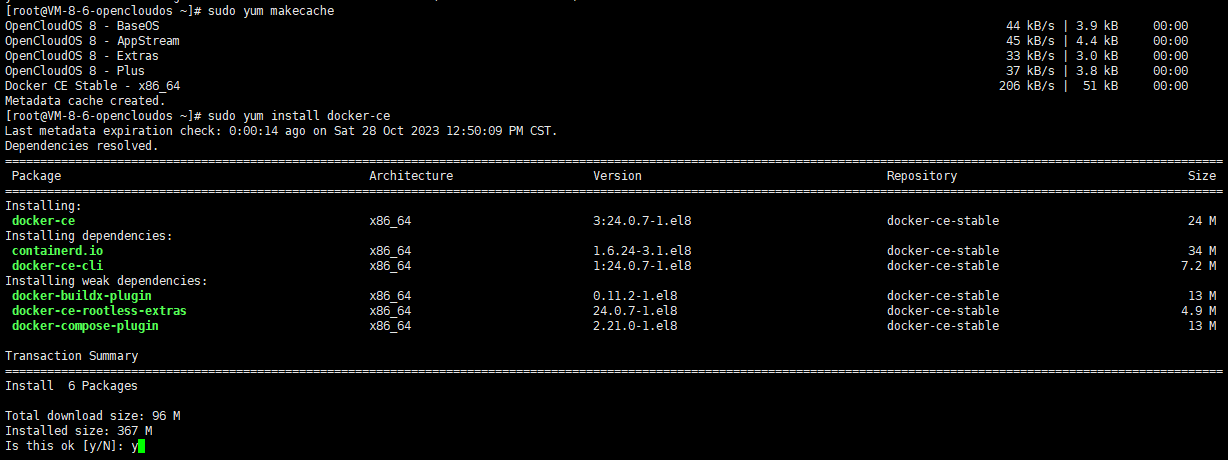 [root@VM-8-6-opencloudos ~]# sudo yum makecache
OpenCloudOS 8 - BaseOS 44 kB/s | 3.9 kB 00:00
OpenCloudOS 8 - AppStream 45 kB/s | 4.4 kB 00:00
OpenCloudOS 8 - Extras 33 kB/s | 3.0 kB 00:00
OpenCloudOS 8 - Plus 37 kB/s | 3.8 kB 00:00
Docker CE Stable - x86_64 206 kB/s | 51 kB 00:00
Metadata cache created.
[root@VM-8-6-opencloudos ~]# sudo yum install docker-ce
Last metadata expiration check: 0:00:14 ago on Sat 28 Oct 2023 12:50:09 PM CST.
Dependencies resolved.
Package Architecture Version Repository Size
Installing:
docker-ce x86_64 3:24.0.7-1.el8 docker-ce-stable 24 M
Installing dependencies:
containerd.io x86_64 1.6.24-3.1.el8 docker-ce-stable 34 M
docker-ce-cli x86_64 1:24.0.7-1.el8 docker-ce-stable 7.2 M
Installing weak dependencies:
docker-buildx-plugin x86_64 0.11.2-1.el8 docker-ce-stable 13 M
docker-ce-rootless-extras x86_64 24.0.7-1.el8 docker-ce-stable 4.9 M
docker-compose-plugin x86_64 2.21.0-1.el8 docker-ce-stable 13 M
Transaction Summary
Install 6 Packages
Total download size: 96 M
Installed size: 367 M
Is this ok [y/N]: y